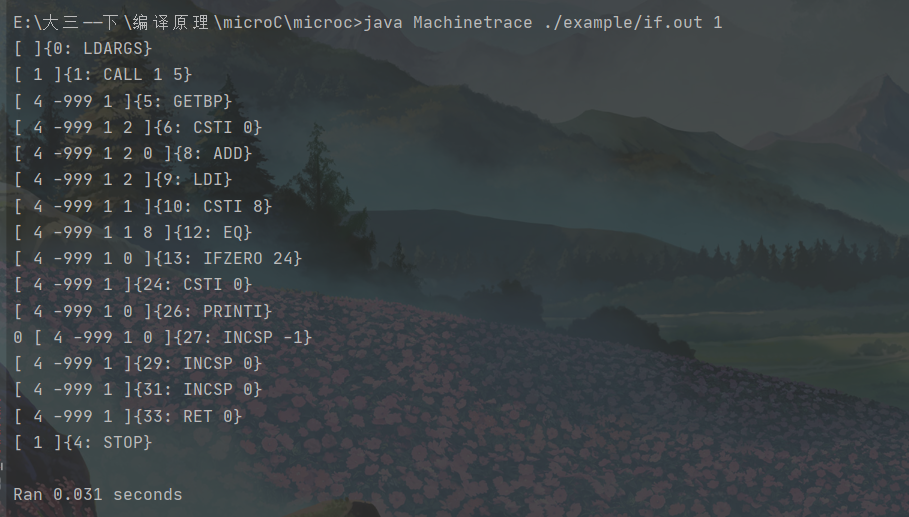 E:\大三——下\编译原理\microC\microc>java Machinetrace ./example/if.out 1
[ ]{0: LDARGS}
[ 1 ]{1: CALL 1 5}
[ 4 -999 1 ]{5: GETBP}
[ 4 -999 1 2 ]{6: CSTI 0}
[ 4 -999 1 2 0 ]{8: ADD}
[ 4 -999 1 2 ]{9: LDI}
[ 4 -999 1 1 ]{10: CSTI 8}
[ 4 -999 1 1 8 ]{12: EQ}
[ 4 -999 1 0 ]{13: IFZERO 24}
[ 4 -999 1 ]{24: CSTI 0}
[ 4 -999 1 0 ]{26: PRINTI}
0 [ 4 -999 1 0 ]{27: INCSP -1}
[ 4 -999 1 ]{29: INCSP 0}
[ 4 -999 1 ]{31: INCSP 0}
[ 4 -999 1 ]{33: RET 0}
[ 1 ]{4: STOP}
Ran 0.031 seconds